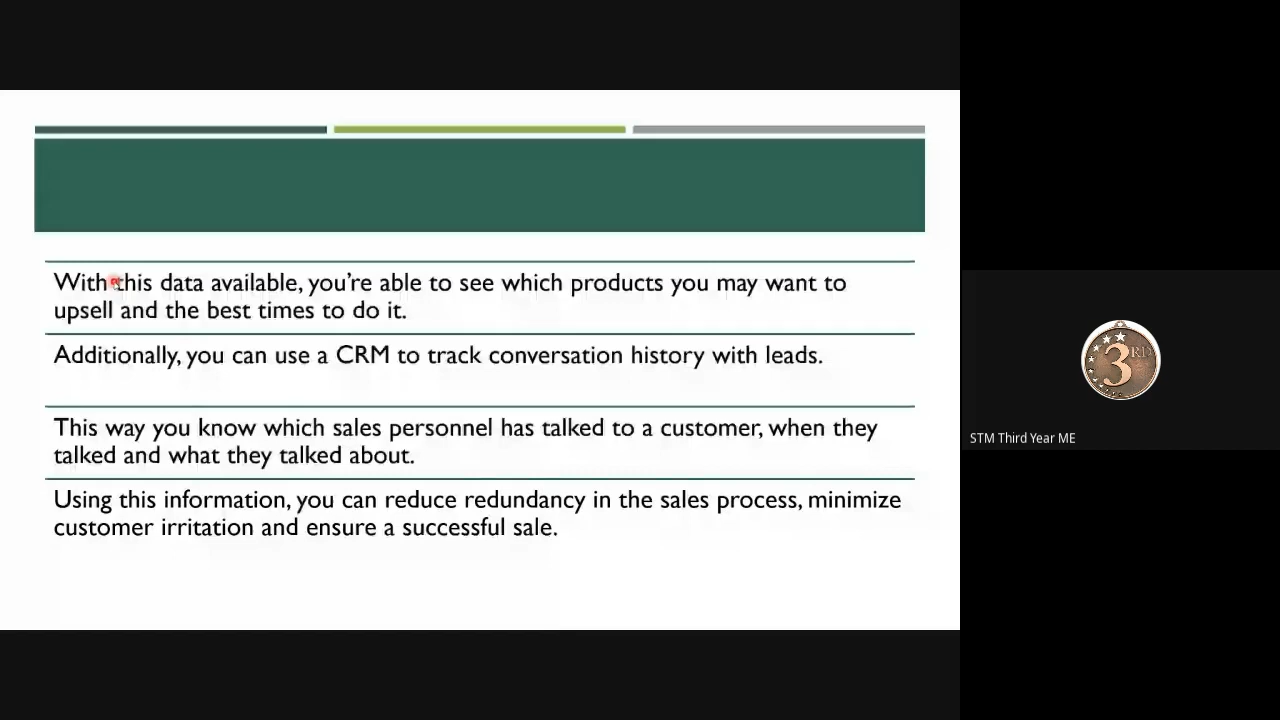 With this data available, you’re able to see which products you may want to
upsell and the best times to do it.
Additionally, you can use a CRM to track conversation history with leads.
This way you know which sales personnel has talked to a customer, when they
talked and what they talked about.
Using this information, you can reduce redundancy in the sales process, minimize
customer irritation and ensure a successful sale.
3RD
STM Third Year ME